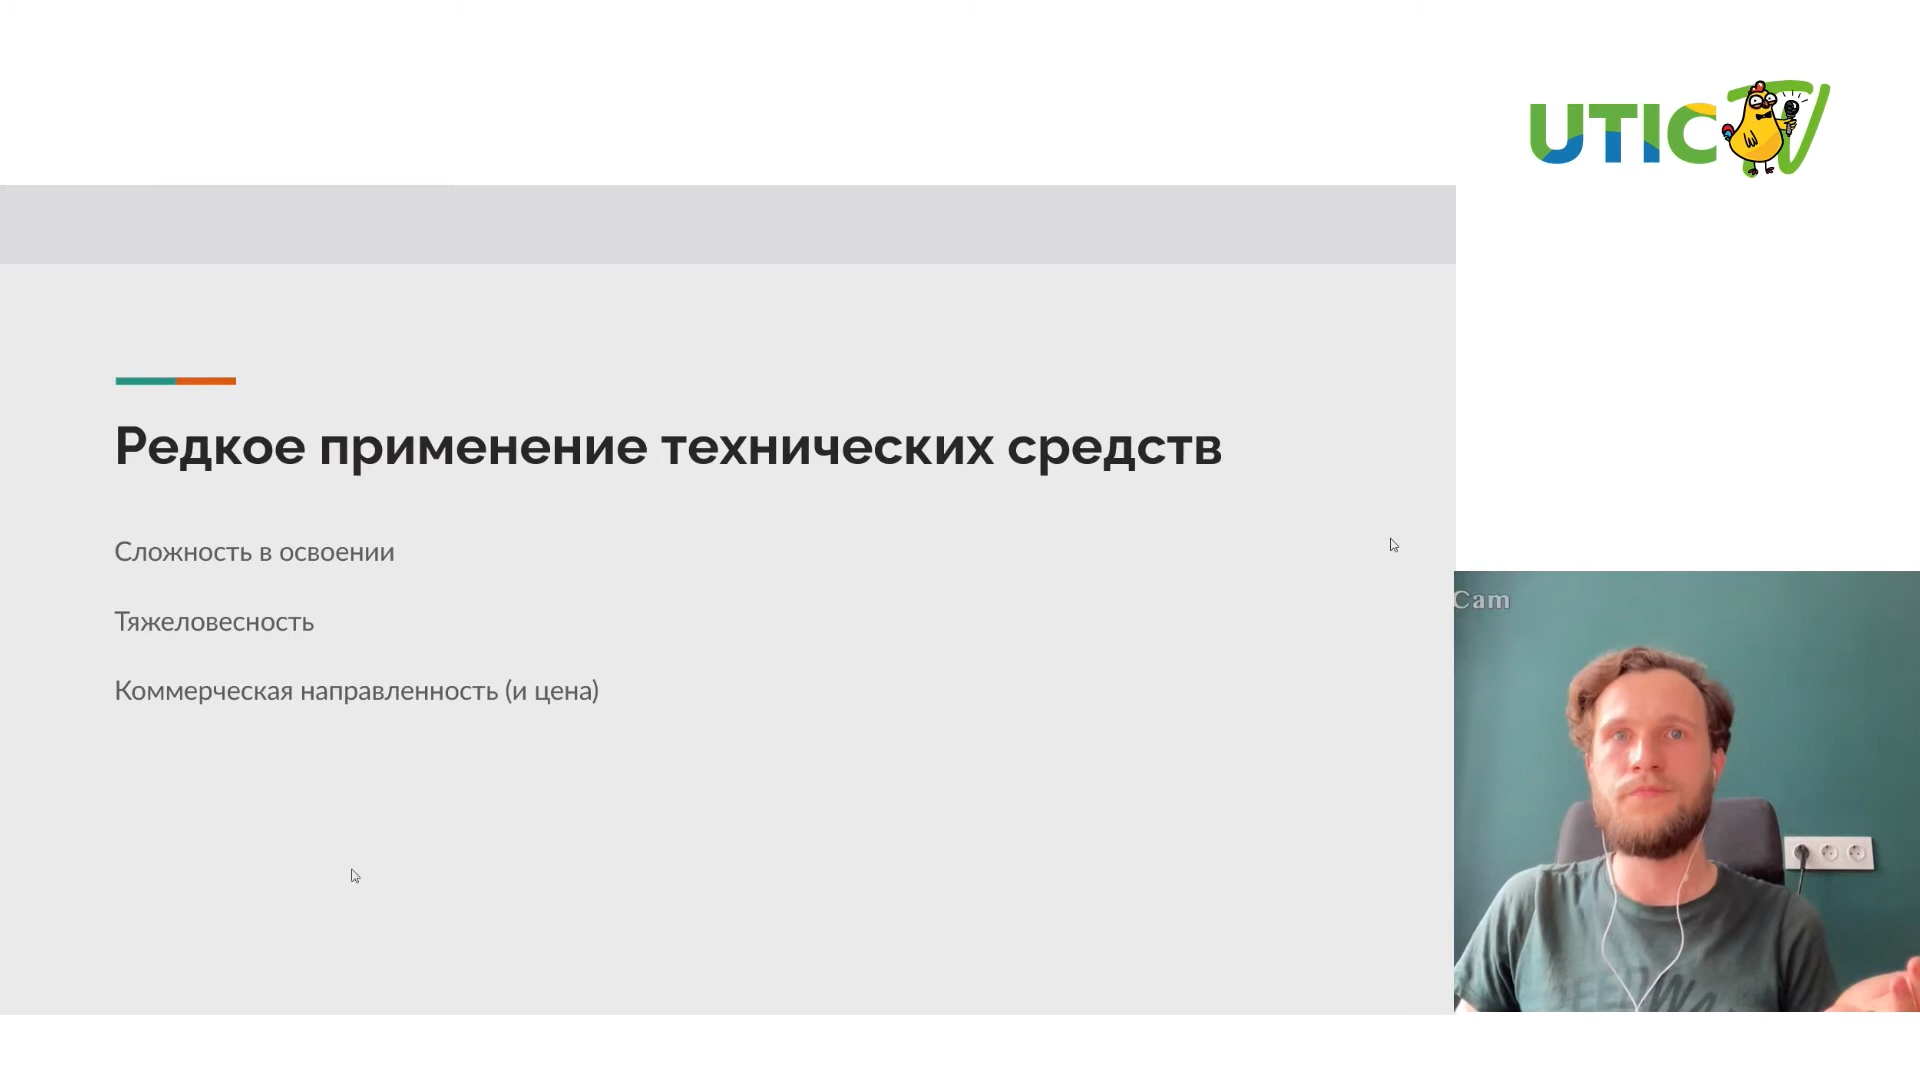 UTIC TV
Редкое применение технических средств
Сложность в освоении
Тяжеловесность
Коммерческая направленность (и цена)
Cam